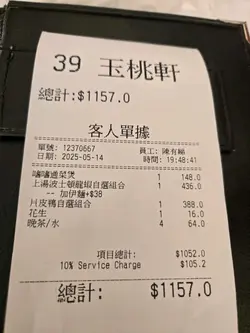 39 玉桃軒
總計:$1157.0
客人單據
單號: 12370667 員工: 陳有娣
日期: 2025-05-14 時間: 19:48:41
啫啫通菜煲 1 148.0
上湯波士頓龍蝦自選組合 1 436.0
-- 加伊麵+$38
片皮鴨自選組合 1 388.0
花生 1 16.0
晚茶/水 4 64.0
項目總計: $1052.0
10% Service Charge $105.2
總計: $1157.0